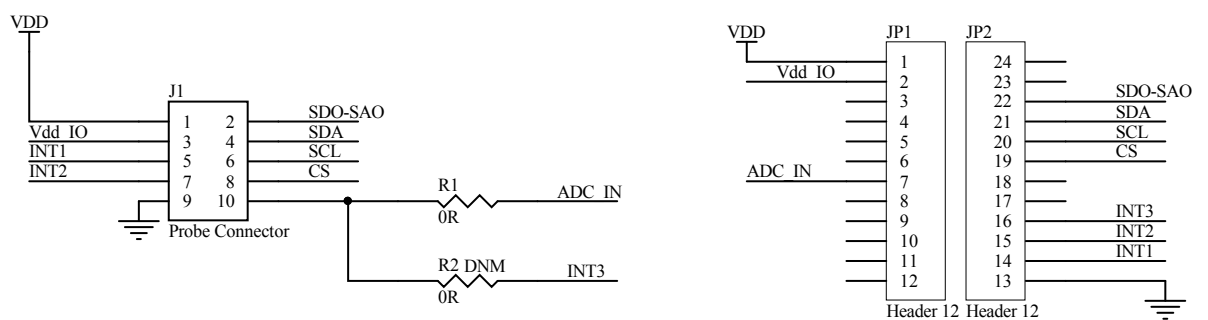 VDD
J1
1 2 SDO-SAO
Vdd_IO 3 4 SDA
INT1 5 6 SCL
INT2 7 8 CS
9 10
Probe Connector
R1
0R
ADC_IN
R2 DNM
0R
INT3
VDD
Vdd_IO
ADC_IN
JP1
1
2
3
4
5
6
7
8
9
10
11
12
Header 12
JP2
24
23
22 SDO-SAO
21 SDA
20 SCL
19 CS
18
17
16 INT3
15 INT2
14 INT1
13
Header 12